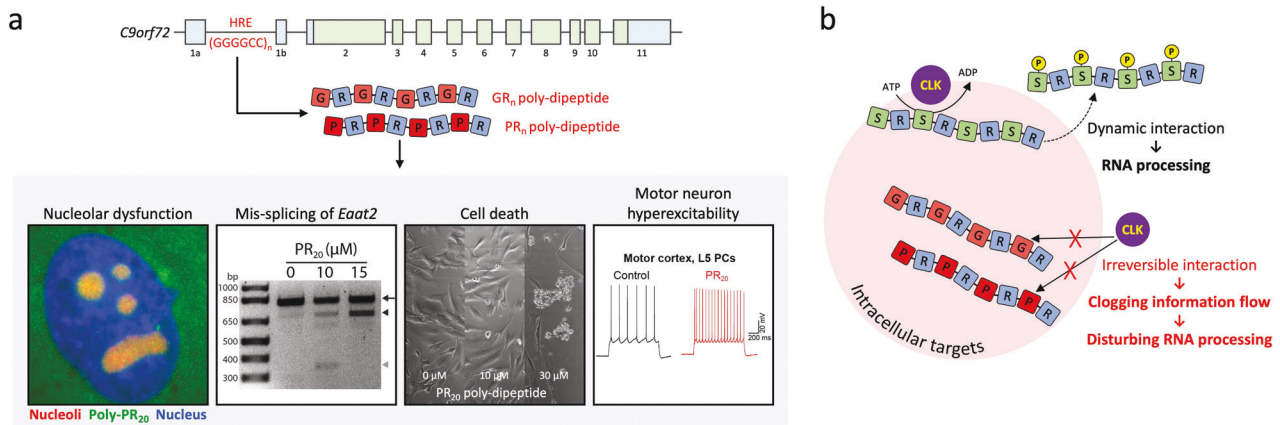 a
C9orf72
HRE
(GGGGCC)n
1a 1b 2 3 4 5 6 7 8 9 10 11
G R G R G R G R
GRn poly-dipeptide
P R P R P R P R
PRn poly-dipeptide
Nucleolar dysfunction
Nucleoli Poly-PR20 Nucleus
Mis-splicing of Eaat2
PR20 (μM)
0 10 15
bp
1000
850
650
500
400
300
Cell death
0 μM 10 μM 30 μM
PR20 poly-dipeptide
Motor neuron
hyperexcitability
Motor cortex, L5 PCs
Control PR20
20 mV
200 ms
b
P P P P
S R S R S R S R
CLK
ATP ADP
S R S R S R S R
Dynamic interaction
RNA processing
G R G R G R G R
P R P R P R P R
CLK
Irreversible interaction
Clogging information flow
Disturbing RNA processing
Intracellular targets